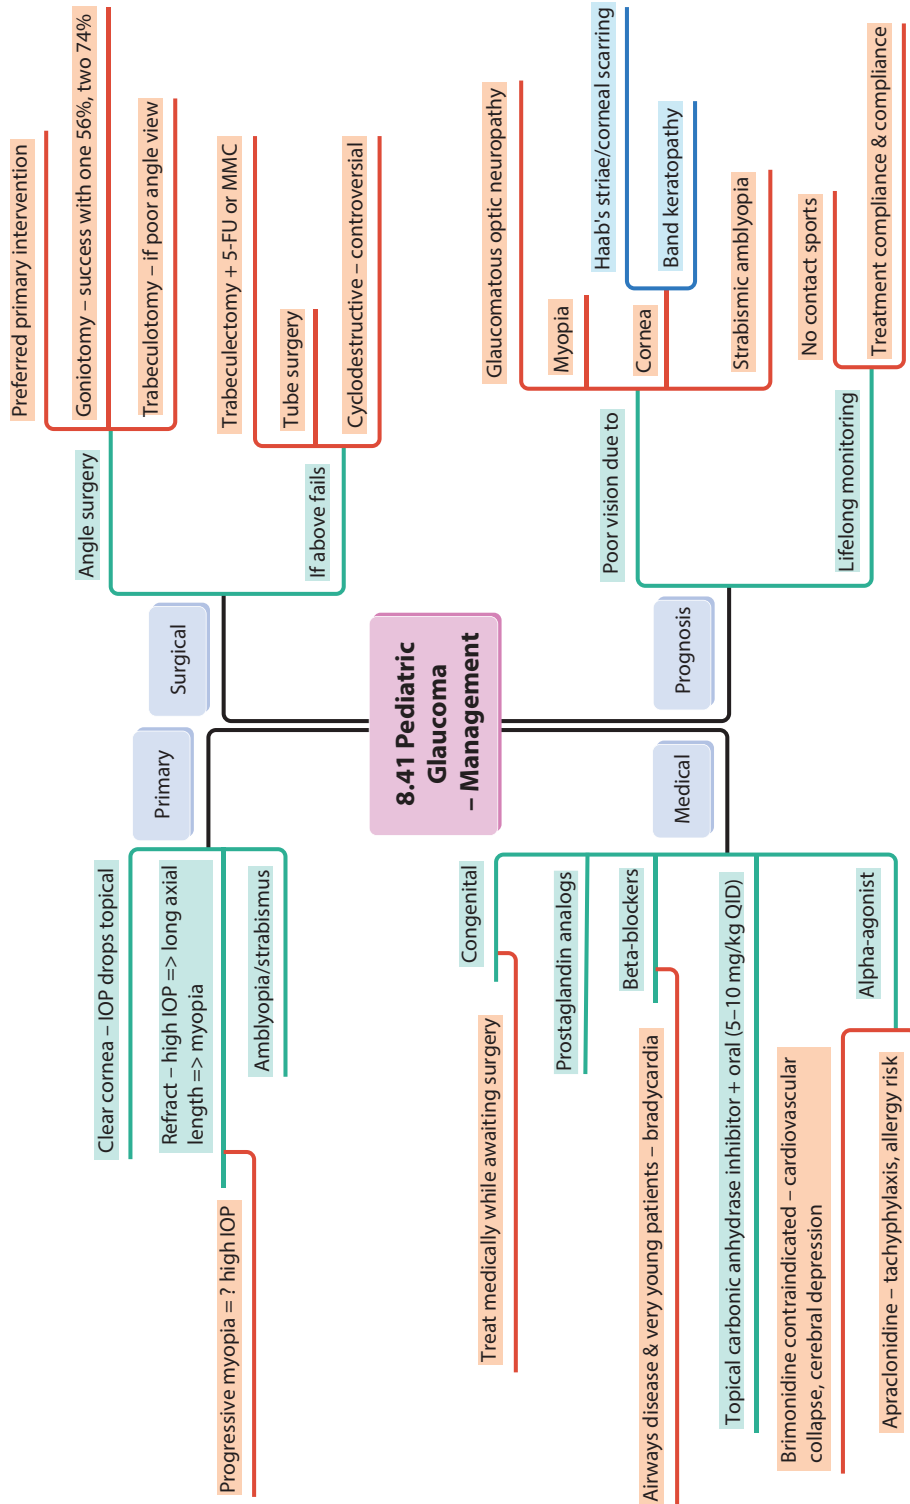 8.41 Pediatric
Glaucoma
– Management
Primary
Clear cornea – IOP drops topical
Refract – high IOP => long axial
length => myopia
Progressive myopia = ? high IOP
Amblyopia/strabismus
Surgical
Angle surgery
Preferred primary intervention
Goniotomy – success with one 56%, two 74%
Trabeculotomy – if poor angle view
If above fails
Trabeculectomy + 5-FU or MMC
Tube surgery
Cyclodestructive – controversial
Medical
Congenital
Treat medically while awaiting surgery
Prostaglandin analogs
Beta-blockers
Airways disease & very young patients – bradycardia
Topical carbonic anhydrase inhibitor + oral (5–10 mg/kg QID)
Alpha-agonist
Brimonidine contraindicated – cardiovascular
collapse, cerebral depression
Apraclonidine – tachyphylaxis, allergy risk
Prognosis
Poor vision due to
Glaucomatous optic neuropathy
Myopia
Cornea
Haab's striae/corneal scarring
Band keratopathy
Strabismic amblyopia
Lifelong monitoring
No contact sports
Treatment compliance & compliance